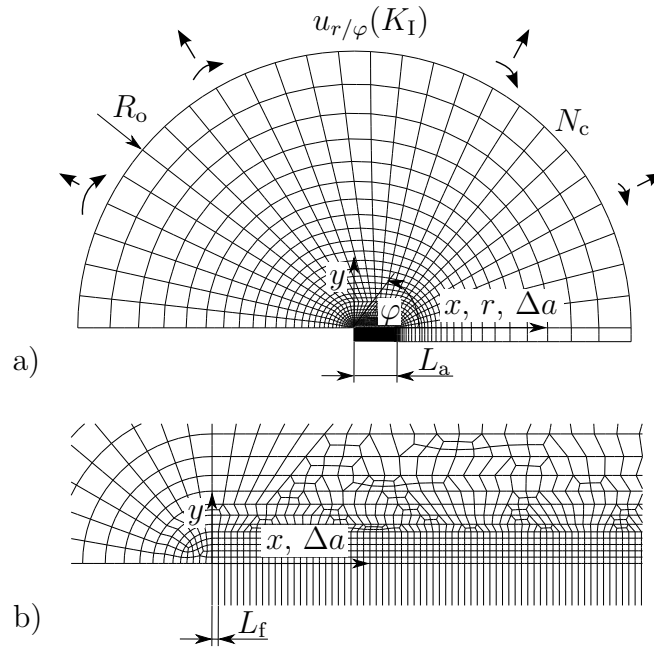 u_{r/φ}(K_I)
R_o
N_c
y
φ
x, r, Δa
L_a
a)
y
x, Δa
L_f
b)